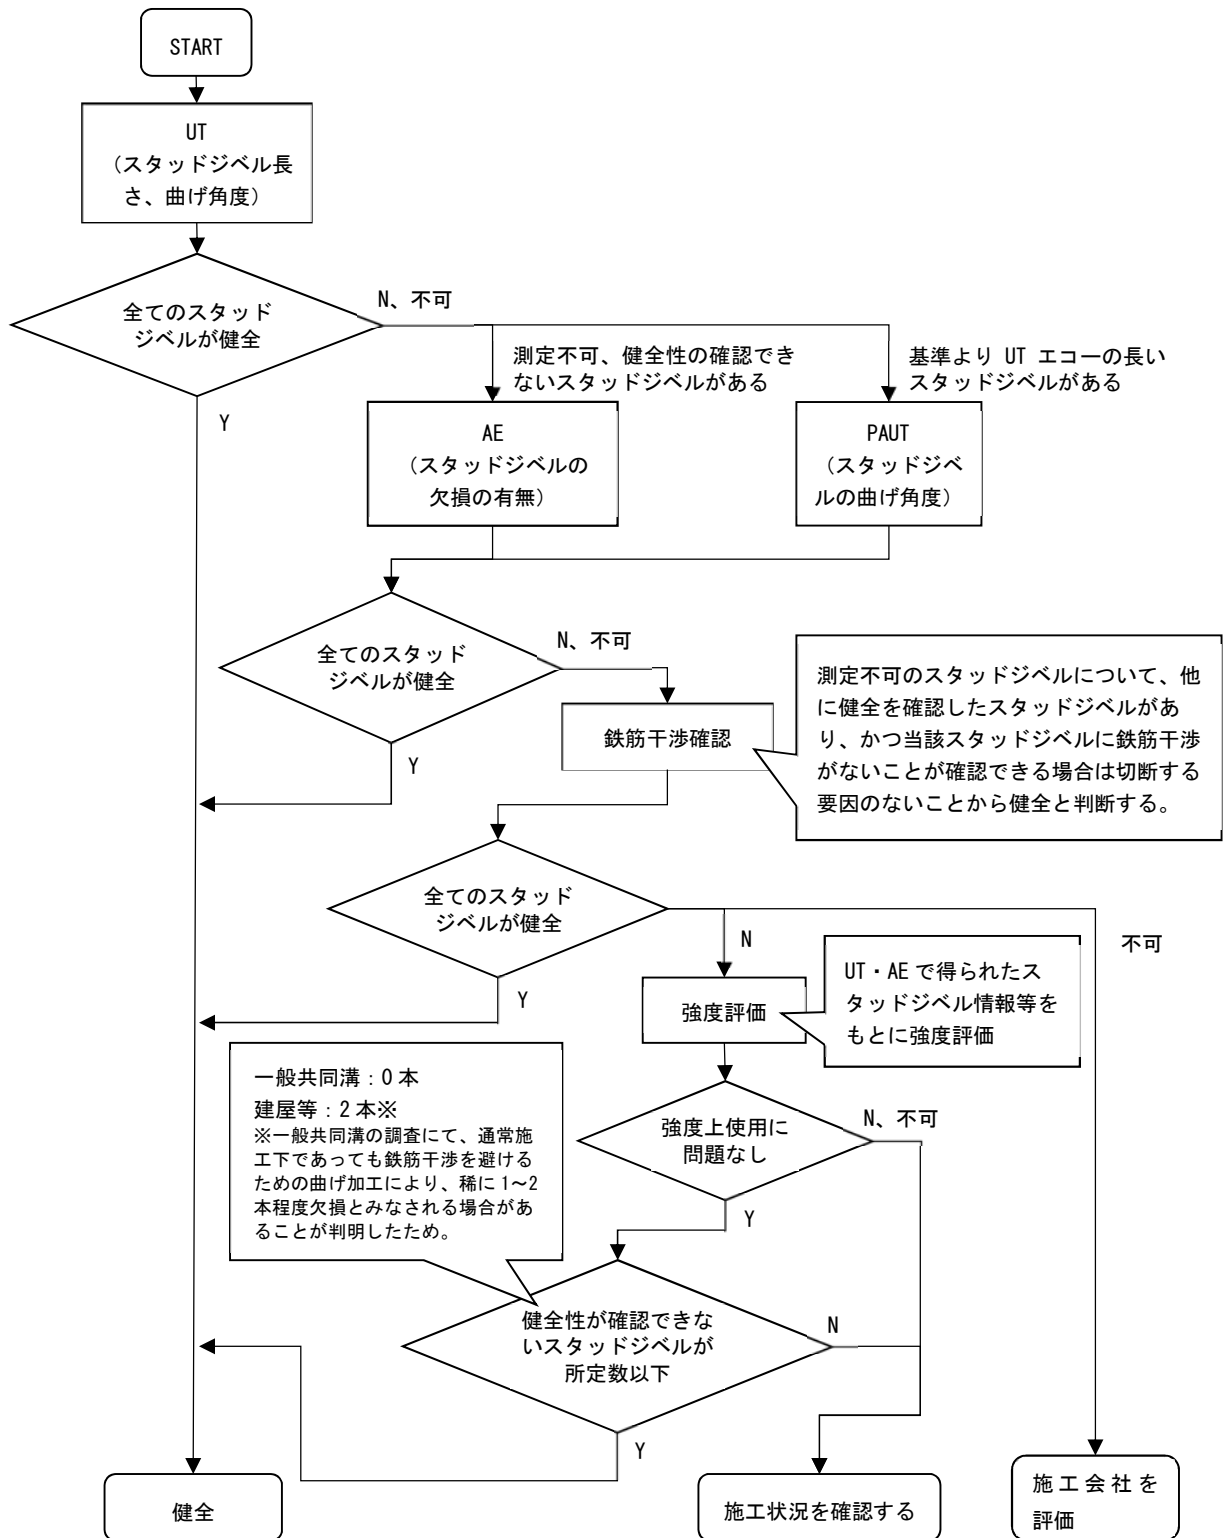 START
UT
（スタッドジベル長
さ、曲げ角度）
全てのスタッド
ジベルが健全
N、不可
Y
測定不可、健全性の確認でき
ないスタッドジベルがある
基準より UT エコーの長い
スタッドジベルがある
AE
（スタッドジベルの
欠損の有無）
PAUT
（スタッドジベ
ルの曲げ角度）
全てのスタッド
ジベルが健全
N、不可
Y
鉄筋干渉確認
測定不可のスタッドジベルについて、他
に健全を確認したスタッドジベルがあ
り、かつ当該スタッドジベルに鉄筋干渉
がないことが確認できる場合は切断する
要因のないことから健全と判断する。
全てのスタッド
ジベルが健全
N
不可
Y
強度評価
UT・AE で得られたス
タッドジベル情報等を
もとに強度評価
一般共同溝：0 本
建屋等：2 本※
※一般共同溝の調査にて、通常施
工下であっても鉄筋干渉を避ける
ための曲げ加工により、稀に 1～2
本程度欠損とみなされる場合があ
ることが判明したため。
強度上使用に
問題なし
N、不可
Y
健全性が確認できな
いスタッドジベルが
所定数以下
N
Y
健全
施工状況を確認する
施工会社を
評価